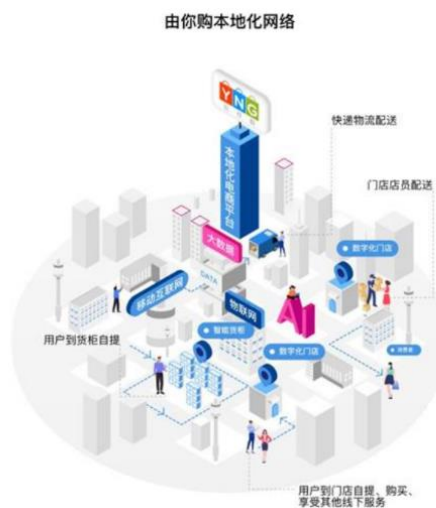 由你购本地化网络
YNG
快递物流配送
本地化电商平台
门店店员配送
大数据
数字化门店
DATA
移动互联网
物联网
AI
智能货柜
用户到货柜自提
数字化门店
消费者
用户到门店自提、购买、
享受其他线下服务